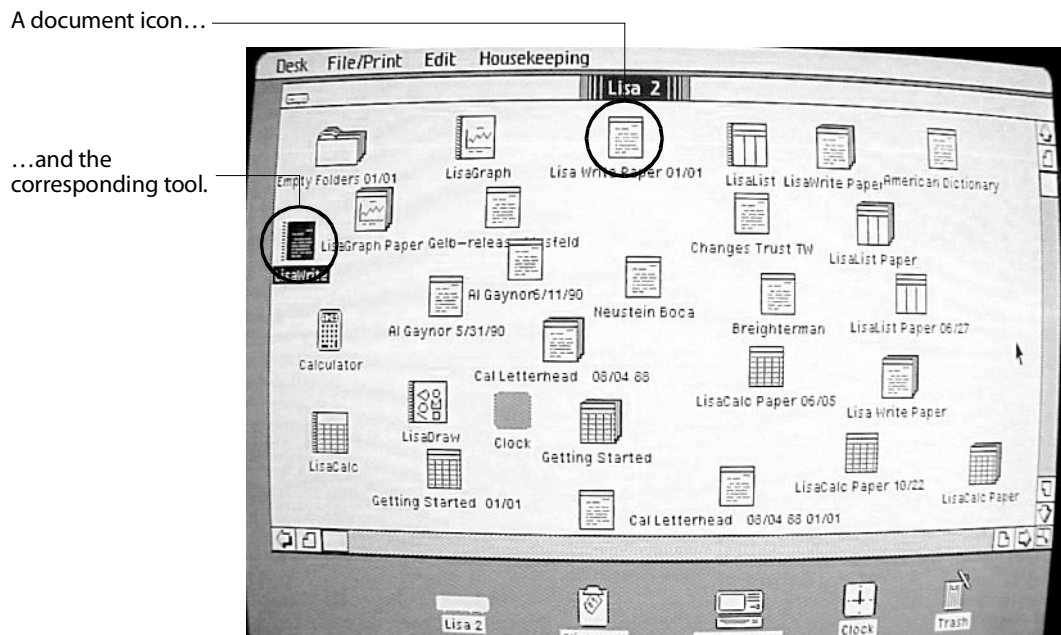 A document icon…
…and the
corresponding tool.
Desk File/Print Edit Housekeeping
Lisa 2
Empty Folders 01/01
LisaGraph
Lisa Write Paper 01/01
LisaList
LisaWrite Paper
American Dictionary
LisaGraph Paper
Changes Trust TW
LisaList Paper
LisaWrite
Al Gaynor 5/11/90
Neustein Boca
Al Gaynor 5/31/90
Breighterman
LisaList Paper 06/27
Calculator
Cal Letterhead 08/04 88
LisaCalc Paper 06/05
Lisa Write Paper
LisaDraw
Clock
Getting Started
LisaCalc
Getting Started 01/01
LisaCalc Paper 10/22
LisaCalc Paper
Cal Letterhead 08/04 88 01/01
Lisa 2
Clock
Trash